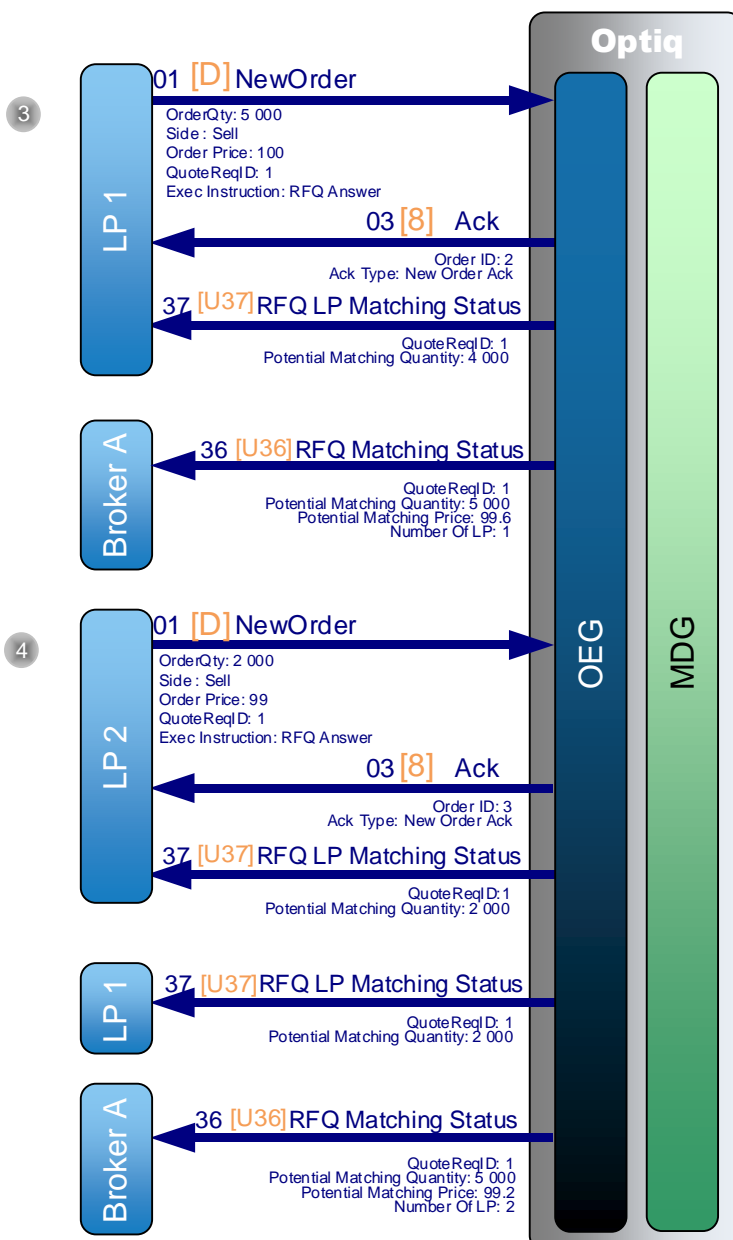 Optiq
3
LP 1
01 [D] NewOrder
OrderQty: 5 000
Side : Sell
Order Price: 100
QuoteReqID: 1
Exec Instruction: RFQ Answer
03 [8] Ack
Order ID: 2
Ack Type: New Order Ack
37 [U37] RFQ LP Matching Status
QuoteReqID: 1
Potential Matching Quantity: 4 000
Broker A
36 [U36] RFQ Matching Status
QuoteReqID: 1
Potential Matching Quantity: 5 000
Potential Matching Price: 99.6
Number Of LP: 1
4
LP 2
01 [D] NewOrder
OrderQty: 2 000
Side : Sell
Order Price: 99
QuoteReqID: 1
Exec Instruction: RFQ Answer
03 [8] Ack
Order ID: 3
Ack Type: New Order Ack
37 [U37] RFQ LP Matching Status
QuoteReqID:1
Potential Matching Quantity: 2 000
LP 1
37 [U37] RFQ LP Matching Status
QuoteReqID: 1
Potential Matching Quantity: 2 000
Broker A
36 [U36] RFQ Matching Status
QuoteReqID: 1
Potential Matching Quantity: 5 000
Potential Matching Price: 99.2
Number Of LP: 2
OEG
MDG